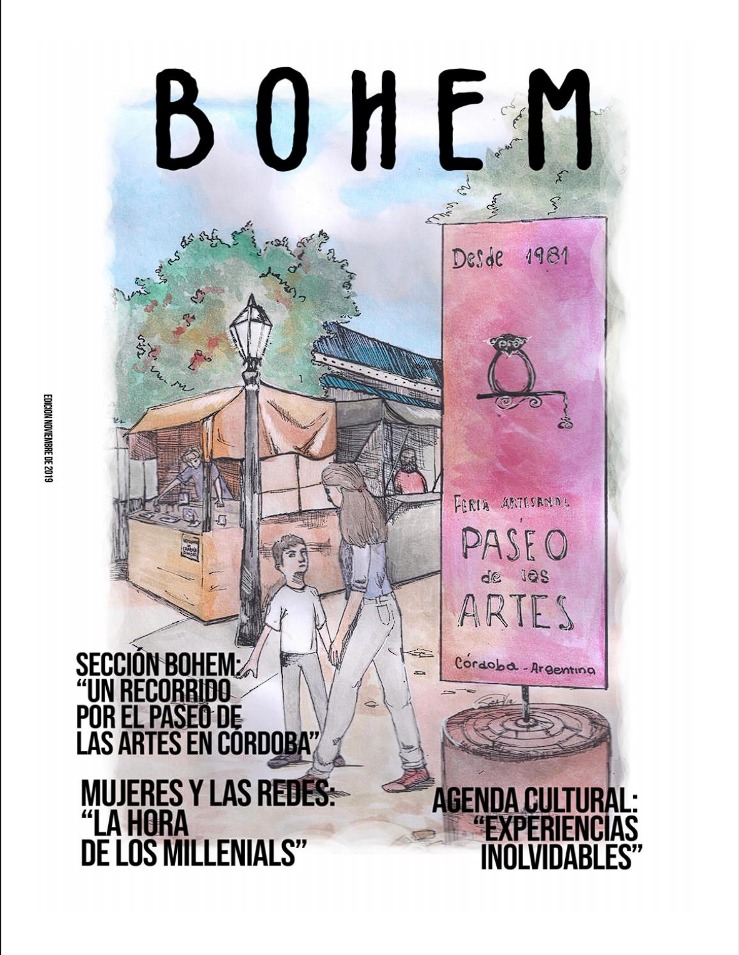 BOHEM
Desde 1981
FERIA ARTESANAL
PASEO
de las
ARTES
Córdoba - Argentina
EDICION NOVIEMBRE DE 2019
SECCIÓN BOHEM:
“UN RECORRIDO
POR EL PASEO DE
LAS ARTES EN CÓRDOBA”
MUJERES Y LAS REDES:
“LA HORA
DE LOS MILLENIALS”
AGENDA CULTURAL:
“EXPERIENCIAS
INOLVIDABLES”